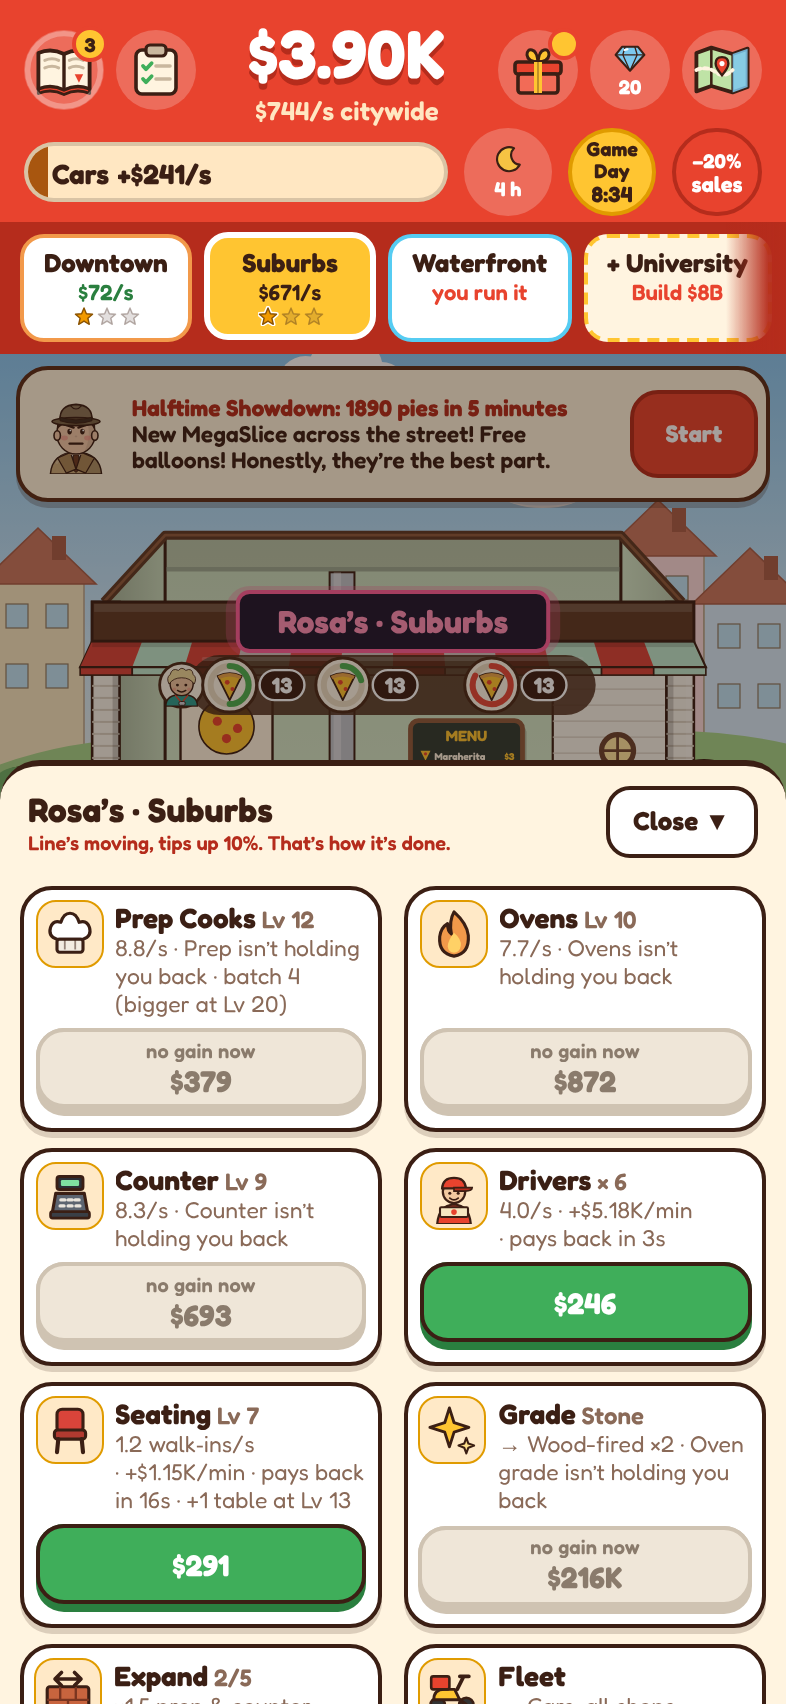 3
$3.90K
$744/s citywide
20
Cars +$241/s
4 h
Game
Day
8:34
−20%
sales
Downtown
$72/s
Suburbs
$671/s
Waterfront
you run it
+ University
Build $8B
Halftime Showdown: 1890 pies in 5 minutes
New MegaSlice across the street! Free
balloons! Honestly, they're the best part.
Start
Rosa's · Suburbs
13
13
13
MENU
Margherita $3
Rosa's · Suburbs
Line's moving, tips up 10%. That's how it's done.
Close ▼
Prep Cooks Lv 12
8.8/s · Prep isn't holding
you back · batch 4
(bigger at Lv 20)
no gain now
$379
Ovens Lv 10
7.7/s · Ovens isn't
holding you back
no gain now
$872
Counter Lv 9
8.3/s · Counter isn't
holding you back
no gain now
$693
Drivers × 6
4.0/s · +$5.18K/min
· pays back in 3s
$246
Seating Lv 7
1.2 walk-ins/s
· +$1.15K/min · pays back
in 16s · +1 table at Lv 13
$291
Grade Stone
→ Wood-fired ×2 · Oven
grade isn't holding you
back
no gain now
$216K
Expand 2/5
Fleet